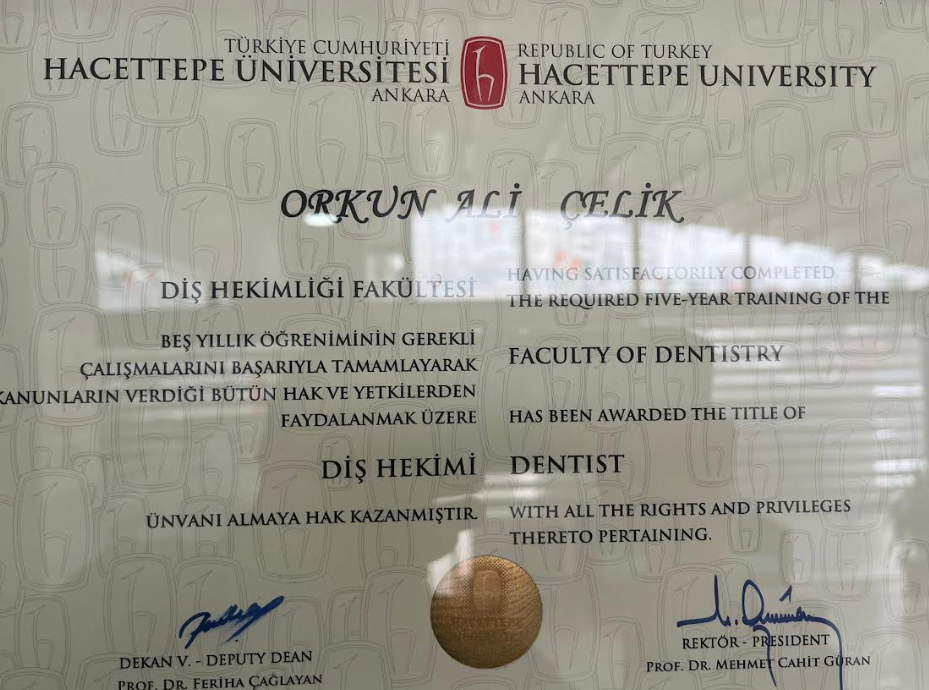 TÜRKİYE CUMHURİYETİ
HACETTEPE ÜNİVERSİTESİ
ANKARA
REPUBLIC OF TURKEY
HACETTEPE UNIVERSITY
ANKARA
ORKUN ALİ ÇELİK
DİŞ HEKİMLİĞİ FAKÜLTESİ
BEŞ YILLIK ÖĞRENİMİNİN GEREKLİ
ÇALIŞMALARINI BAŞARIYLA TAMAMLAYARAK
KANUNLARIN VERDİĞİ BÜTÜN HAK VE YETKİLERDEN
FAYDALANMAK ÜZERE
DİŞ HEKİMİ
ÜNVANI ALMAYA HAK KAZANMIŞTIR.
HAVING SATISFACTORILY COMPLETED
THE REQUIRED FIVE-YEAR TRAINING OF THE
FACULTY OF DENTISTRY
HAS BEEN AWARDED THE TITLE OF
DENTIST
WITH ALL THE RIGHTS AND PRIVILEGES
THERETO PERTAINING.
HACETTEPE
DEKAN V. - DEPUTY DEAN
PROF. DR. FERİHA ÇAĞLAYAN
REKTÖR - PRESIDENT
PROF. DR. MEHMET CAHİT GÜRAN